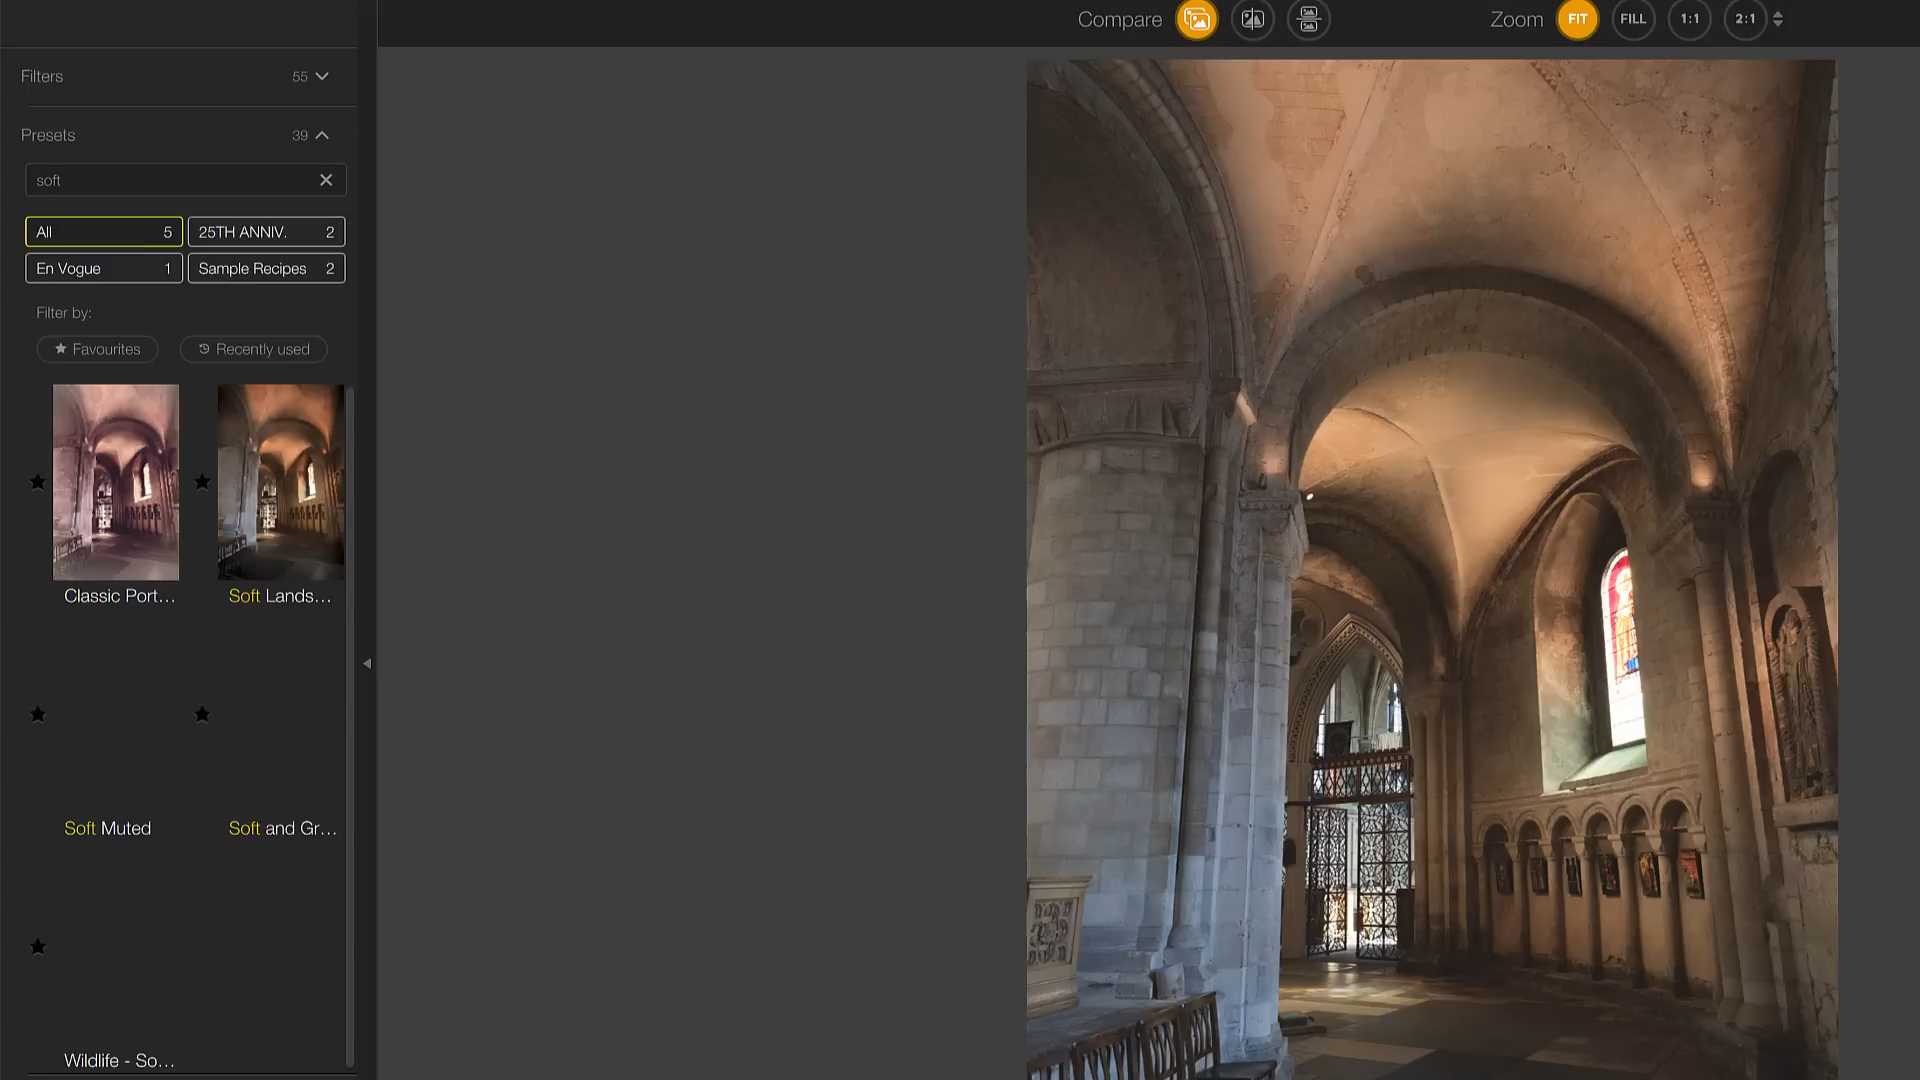 Compare
Zoom FIT FILL 1:1 2:1
Filters 55
Presets 39
soft
All 5
25TH ANNIV. 2
En Vogue 1
Sample Recipes 2
Filter by:
Favourites
Recently used
Classic Port...
Soft Lands...
Soft Muted
Soft and Gr...
Wildlife - So...